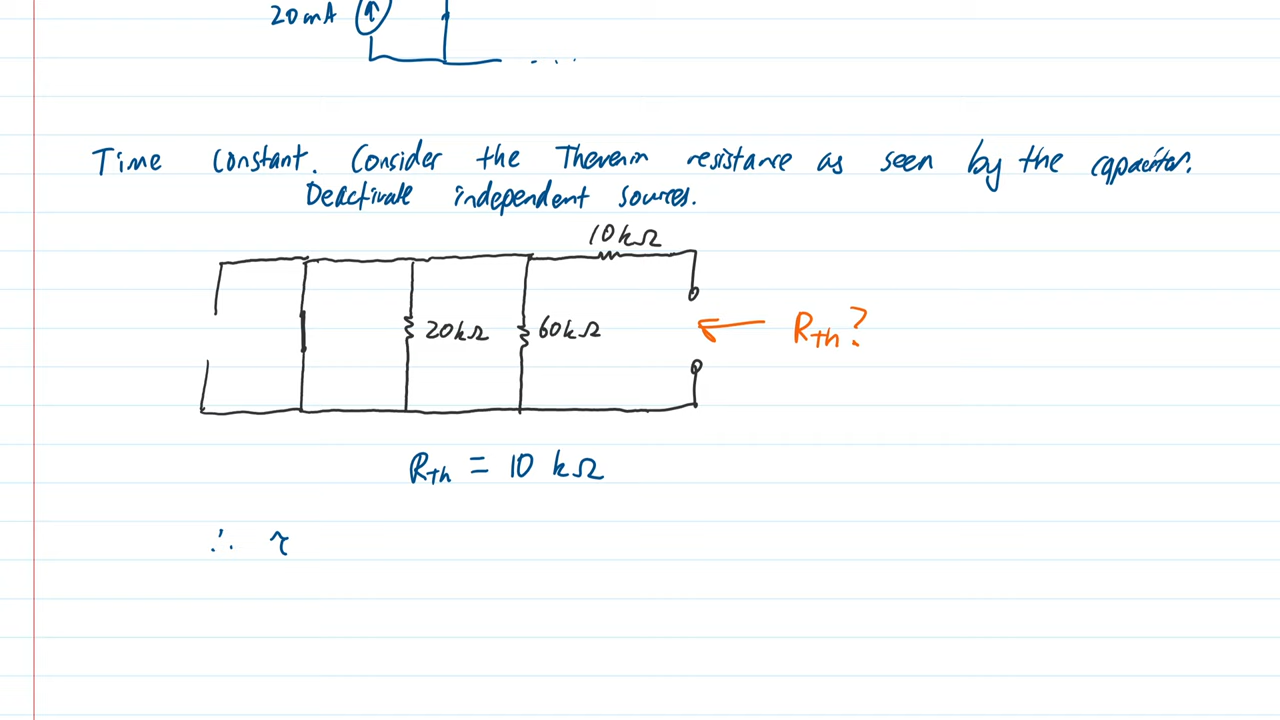 20mA
. . .
Time constant. Consider the Thevenin resistance as seen by the capacitor.
Deactivate independent sources.
10kΩ
20kΩ
60kΩ
Rth?
Rth = 10 kΩ
∴ τ